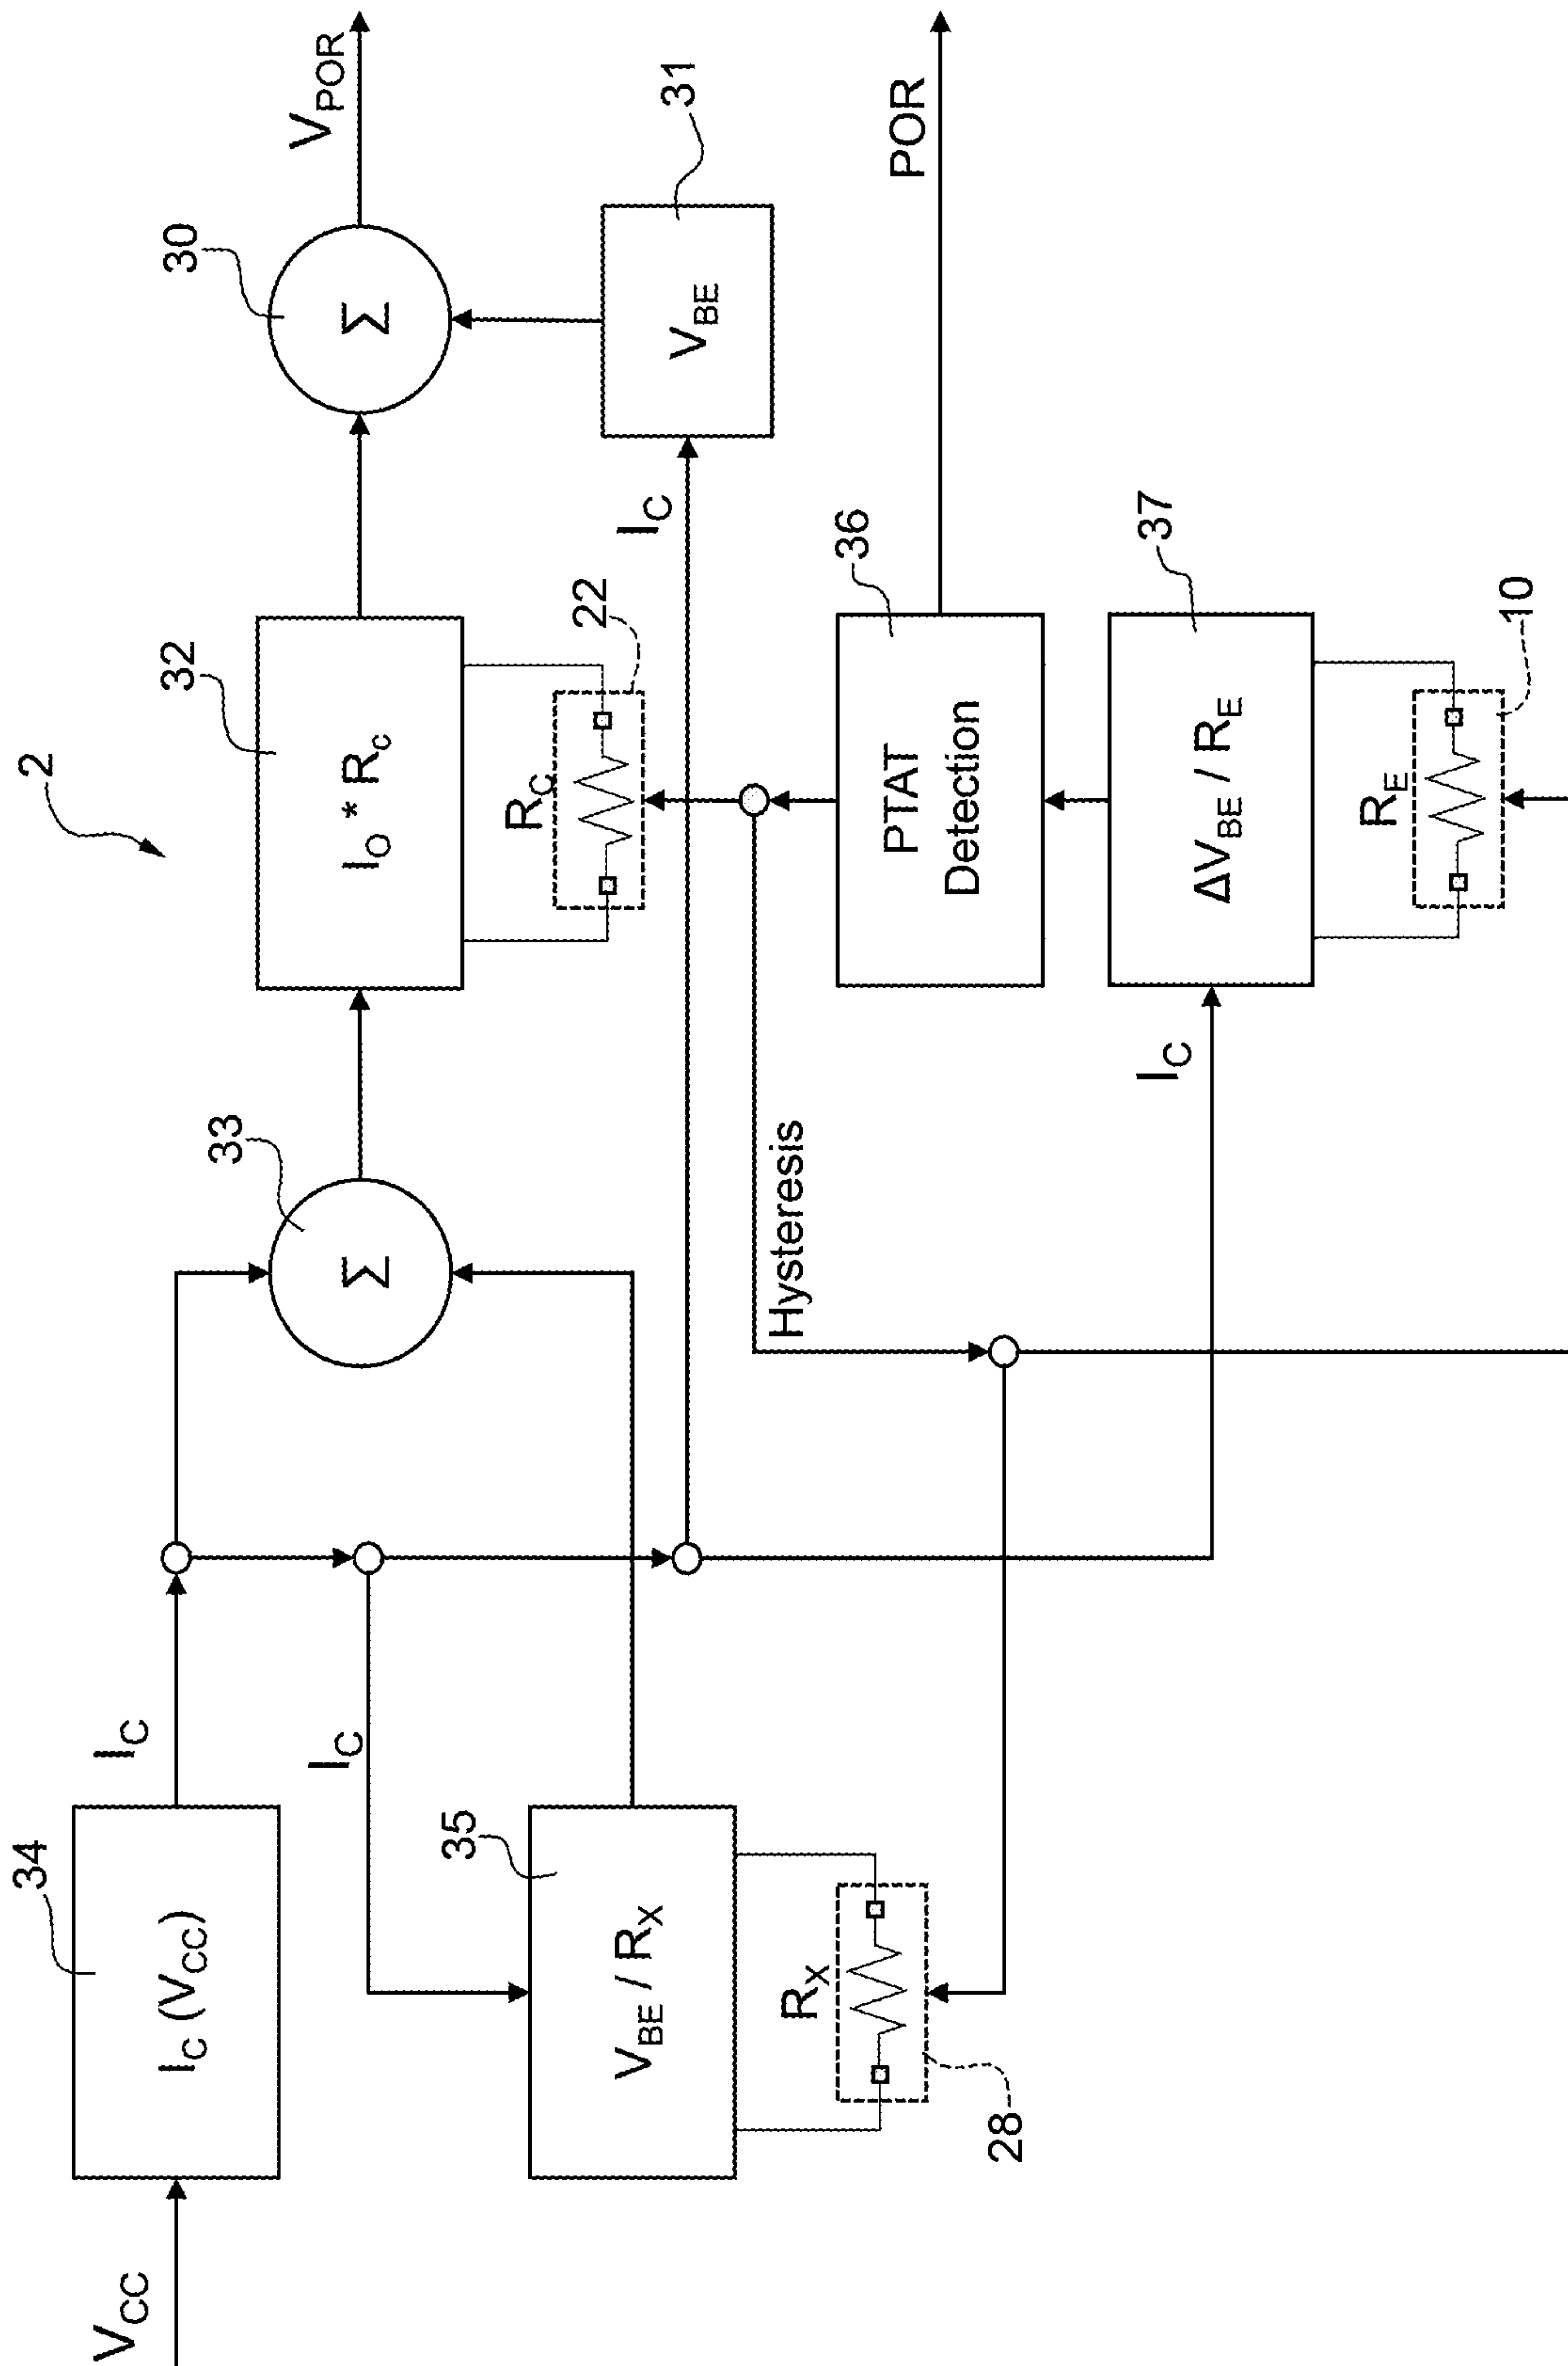 2
V_CC
34
I_C (V_CC)
I_C
33
Σ
32
I_O * R_C
30
Σ
V_POR
I_C
35
V_BE / R_X
R_X
28
R_C
22
I_C
V_BE
31
Hysteresis
PTAT
Detection
36
POR
I_C
ΔV_BE / R_E
37
R_E
10